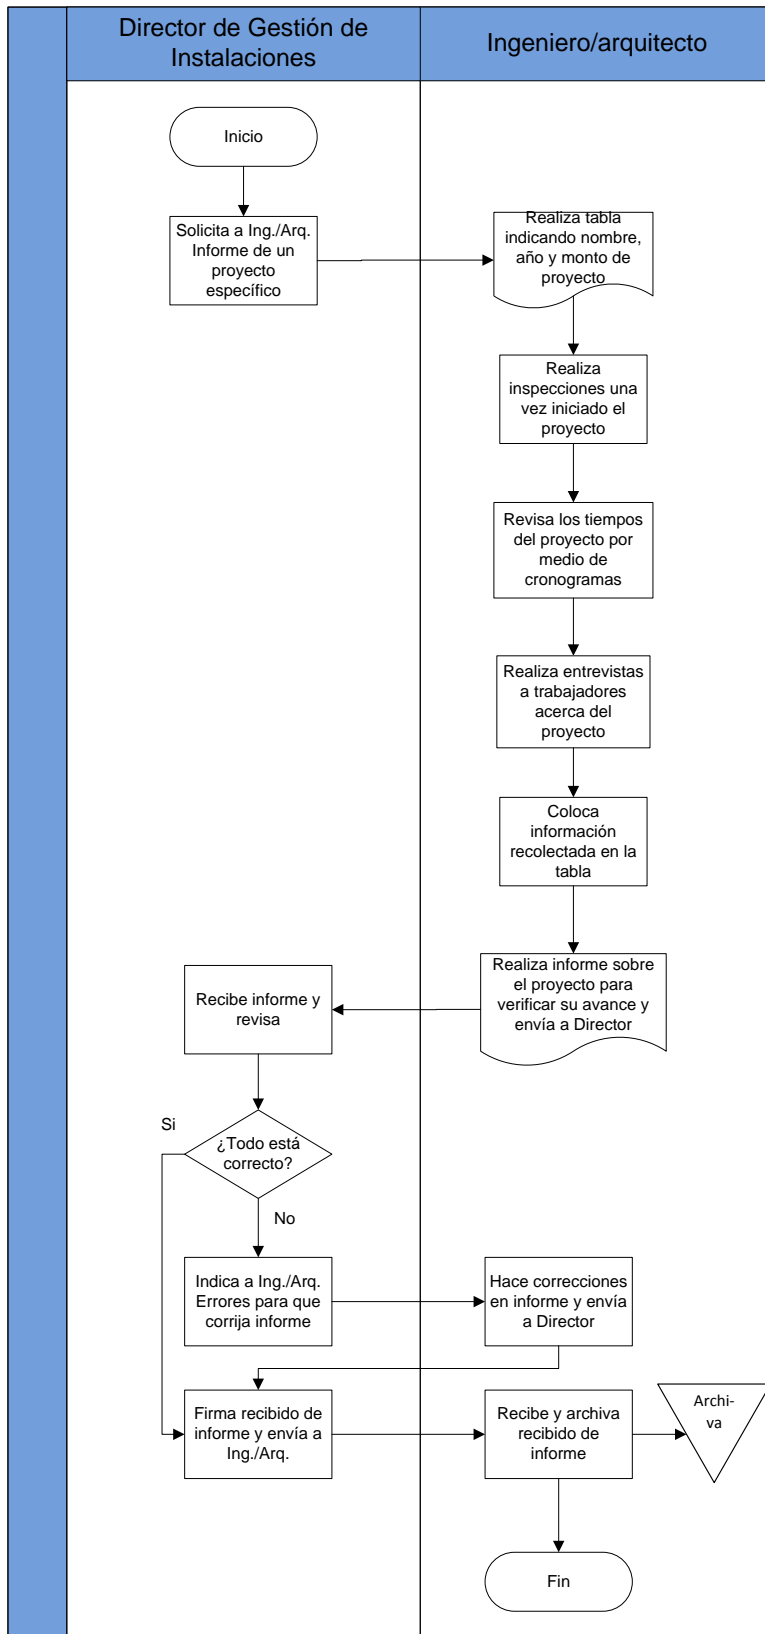 Director de Gestión de
Instalaciones
Ingeniero/arquitecto
Inicio
Solicita a Ing./Arq.
Informe de un
proyecto
específico
Realiza tabla
indicando nombre,
año y monto de
proyecto
Realiza
inspecciones una
vez iniciado el
proyecto
Revisa los tiempos
del proyecto por
medio de
cronogramas
Realiza entrevistas
a trabajadores
acerca del
proyecto
Coloca
información
recolectada en la
tabla
Realiza informe sobre
el proyecto para
verificar su avance y
envía a Director
Recibe informe y
revisa
Si
¿Todo está
correcto?
No
Indica a Ing./Arq.
Errores para que
corrija informe
Hace correcciones
en informe y envía
a Director
Firma recibido de
informe y envía a
Ing./Arq.
Recibe y archiva
recibido de
informe
Archi-
va
Fin